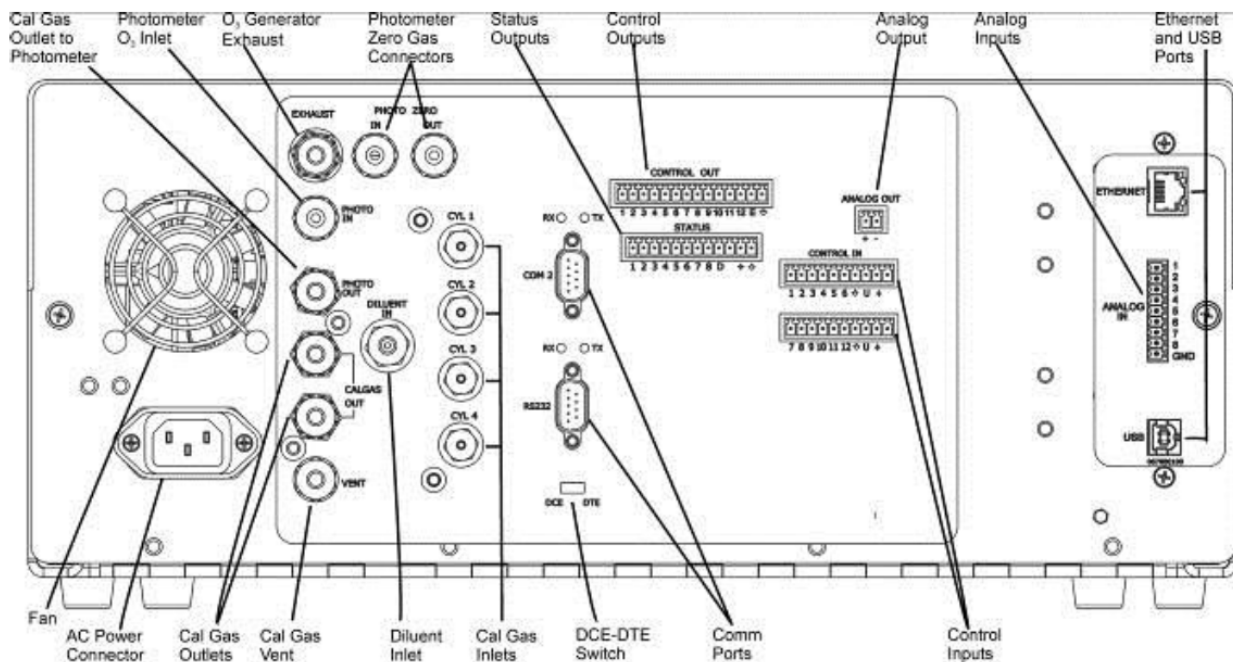 Cal Gas
Outlet to
Photometer
Photometer
O₃ Inlet
O₃ Generator
Exhaust
Photometer
Zero Gas
Connectors
Status
Outputs
Control
Outputs
Analog
Output
Analog
Inputs
Ethernet
and USB
Ports
EXHAUST
PHOTO ZERO
IN
OUT
PHOTO
IN
PHOTO
OUT
DILUENT
IN
CALGAS
OUT
VENT
CYL 1
CYL 2
CYL 3
CYL 4
RX
TX
COM 2
RX
TX
RS232
DCE
DTE
CONTROL OUT
1 2 3 4 5 6 7 8 9 10 11 12 E
STATUS
1 2 3 4 5 6 7 8 D +
ANALOG OUT
+ -
CONTROL IN
1 2 3 4 5 6 U +
7 8 9 10 11 12 U +
ETHERNET
ANALOG
IN
1
2
3
4
5
6
7
8
GND
USB
Fan
AC Power
Connector
Cal Gas
Outlets
Cal Gas
Vent
Diluent
Inlet
Cal Gas
Inlets
DCE-DTE
Switch
Comm
Ports
Control
Inputs